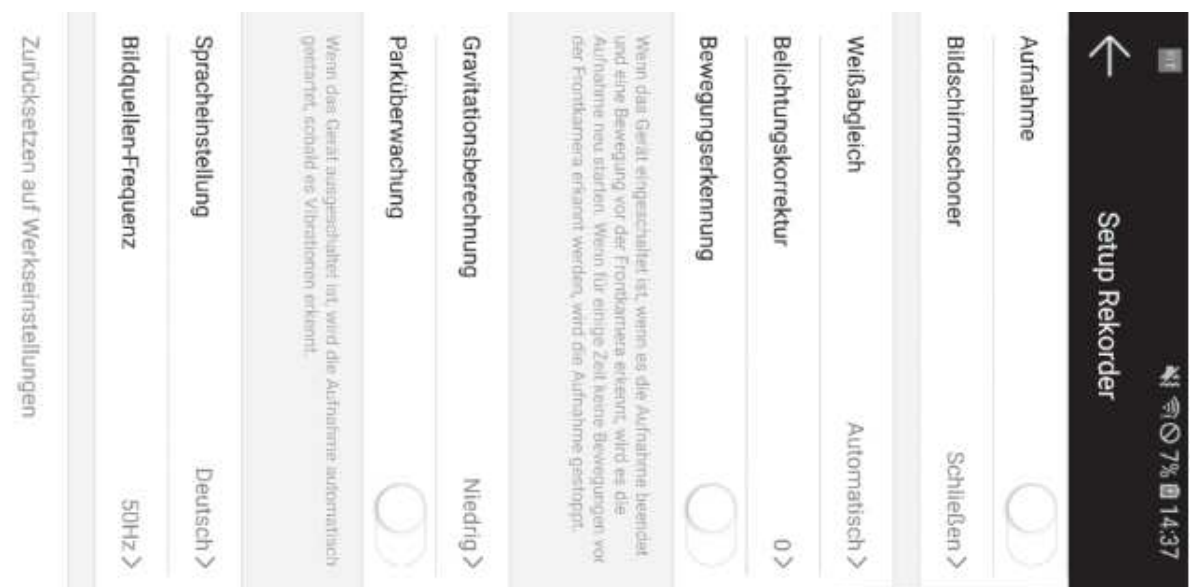 7% 14:37
Setup Rekorder
Aufnahme
Bildschirmschoner Schließen >
Weißabgleich Automatisch >
Belichtungskorrektur 0 >
Bewegungserkennung
Wenn das Gerät eingeschaltet ist, wenn es die Aufnahme beendat
und eine Bewegung vor der Frontkamera erkennt, wird es die
Aufnahme neu starten. Wenn für einige Zeit keine Bewegungen vor
der Frontkamera erkannt werden, wird die Aufnahme gestoppt.
Gravitationsberechnung Niedrig >
Parküberwachung
Wenn das Gerät ausgeschaltet ist, wird die Aufnahme automatisch
gestartet, sobald es Vibrationen erkennt.
Spracheinstellung Deutsch >
Bildquellen-Frequenz 50Hz >
Zurücksetzen auf Werkseinstellungen